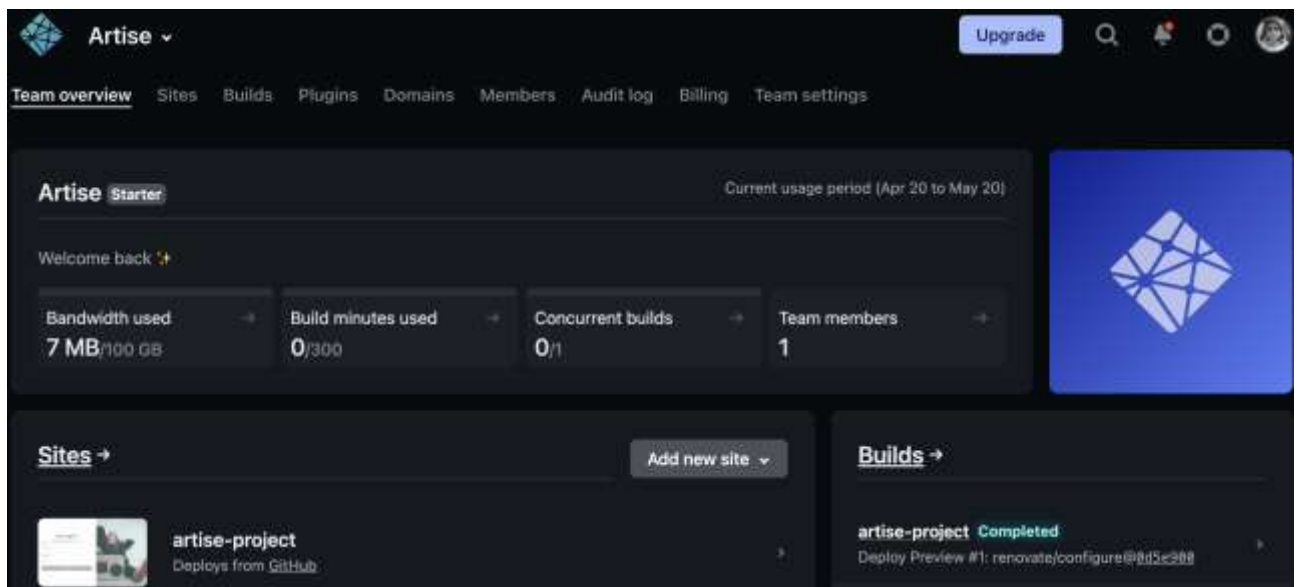 Artise
Upgrade
Team overview Sites Builds Plugins Domains Members Audit log Billing Team settings
Artise Starter
Current usage period (Apr 20 to May 20)
Welcome back ✨
Bandwidth used
7 MB/100 GB
Build minutes used
0/300
Concurrent builds
0/1
Team members
1
Sites →
Add new site
artise-project
Deploys from GitHub
Builds →
artise-project Completed
Deploy Preview #1: renovate/configure@0d5e900